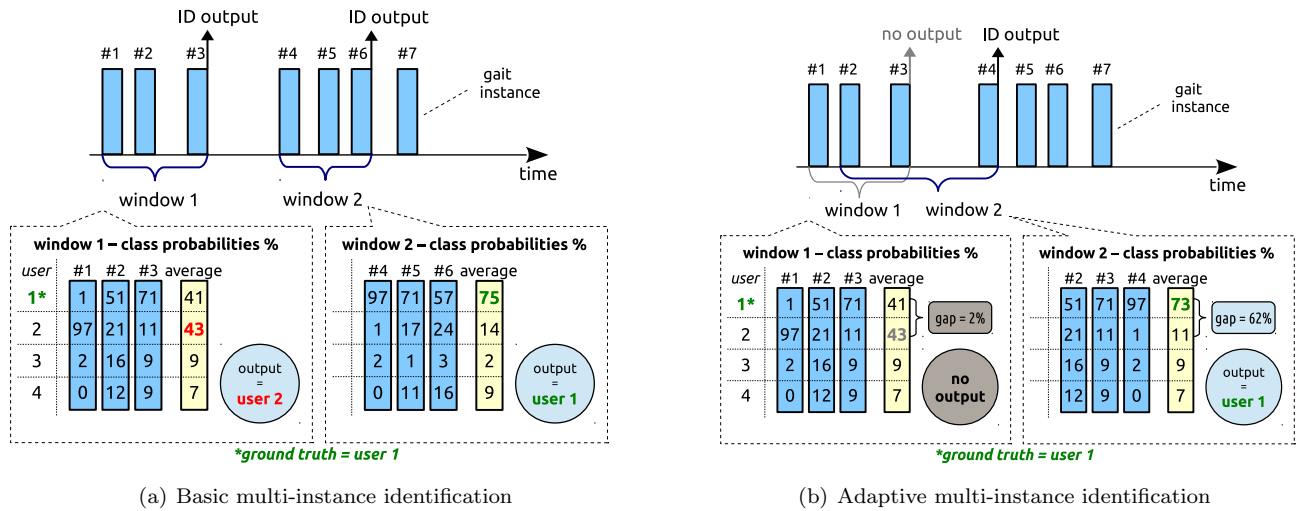 ID output
ID output
#1 #2 #3 #4 #5 #6 #7
gait
instance
time
window 1
window 2
window 1 – class probabilities %
user #1 #2 #3 average
1* 1 51 71 41
2 97 21 11 43
3 2 16 9 9
4 0 12 9 7
output
=
user 2
window 2 – class probabilities %
#4 #5 #6 average
97 71 57 75
1 17 24 14
2 1 3 2
0 11 16 9
output
=
user 1
*ground truth = user 1
(a) Basic multi-instance identification
no output
ID output
#1 #2 #3 #4 #5 #6 #7
gait
instance
time
window 1
window 2
window 1 – class probabilities %
user #1 #2 #3 average
1* 1 51 71 41
2 97 21 11 43
3 2 16 9 9
4 0 12 9 7
gap = 2%
no
output
window 2 – class probabilities %
#2 #3 #4 average
51 71 97 73
21 11 1 11
16 9 2 9
12 9 0 7
gap = 62%
output
=
user 1
*ground truth = user 1
(b) Adaptive multi-instance identification